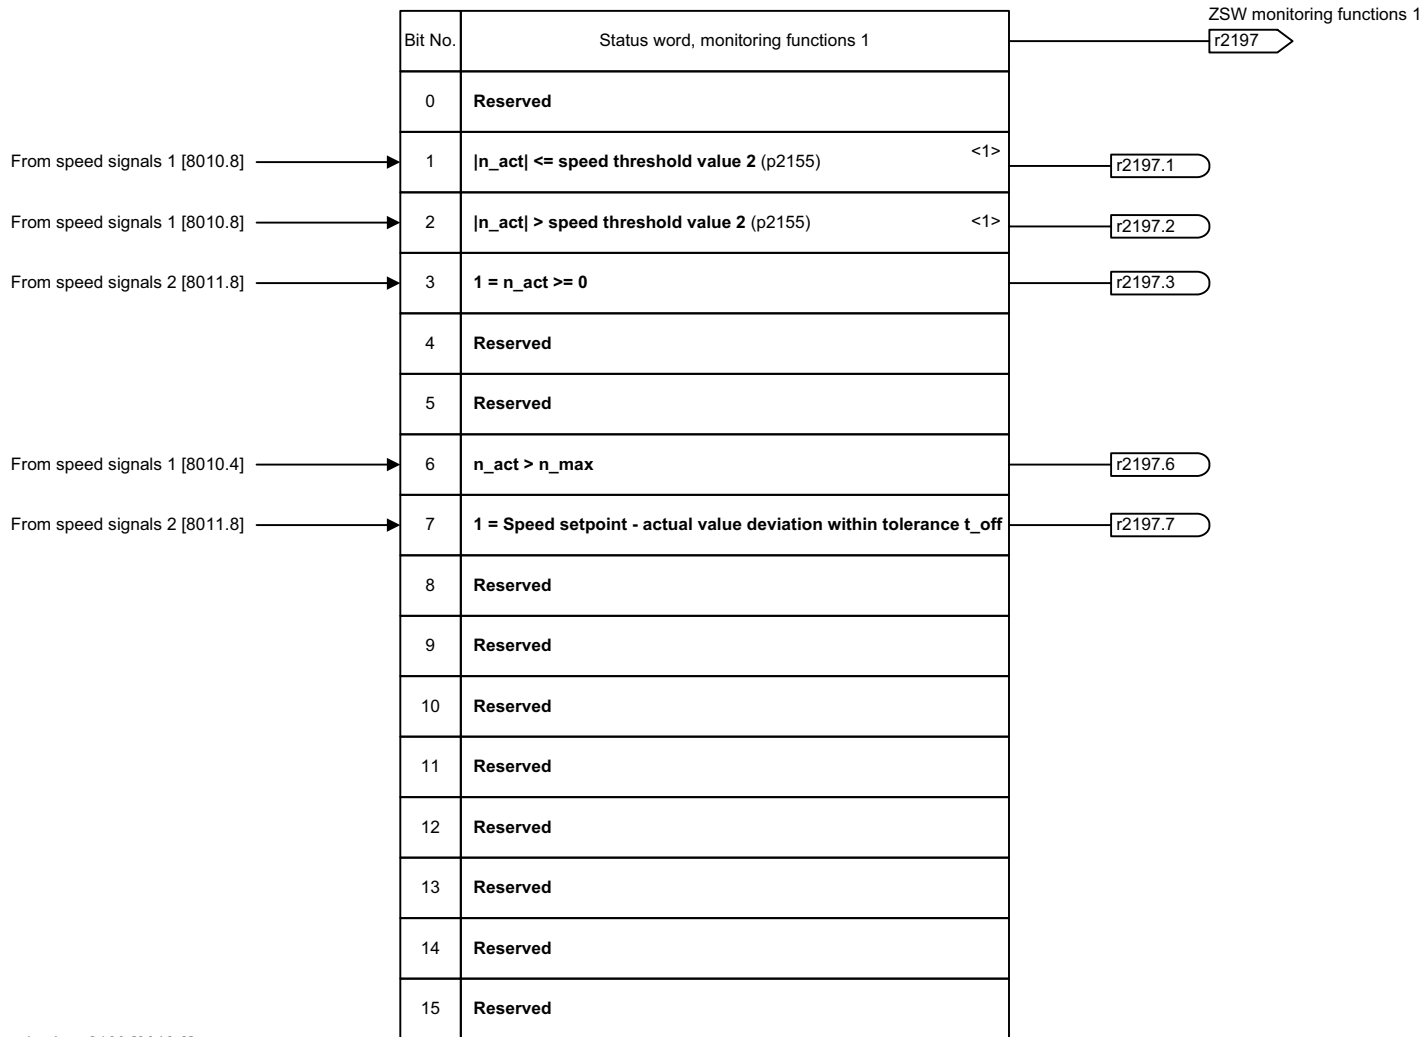 ZSW monitoring functions 1
Bit No. Status word, monitoring functions 1 r2197
0 Reserved
From speed signals 1 [8010.8] 1 |n_act| <= speed threshold value 2 (p2155) <1> r2197.1
From speed signals 1 [8010.8] 2 |n_act| > speed threshold value 2 (p2155) <1> r2197.2
From speed signals 2 [8011.8] 3 1 = n_act >= 0 r2197.3
4 Reserved
5 Reserved
From speed signals 1 [8010.4] 6 n_act > n_max r2197.6
From speed signals 2 [8011.8] 7 1 = Speed setpoint - actual value deviation within tolerance t_off r2197.7
8 Reserved
9 Reserved
10 Reserved
11 Reserved
12 Reserved
13 Reserved
14 Reserved
15 Reserved